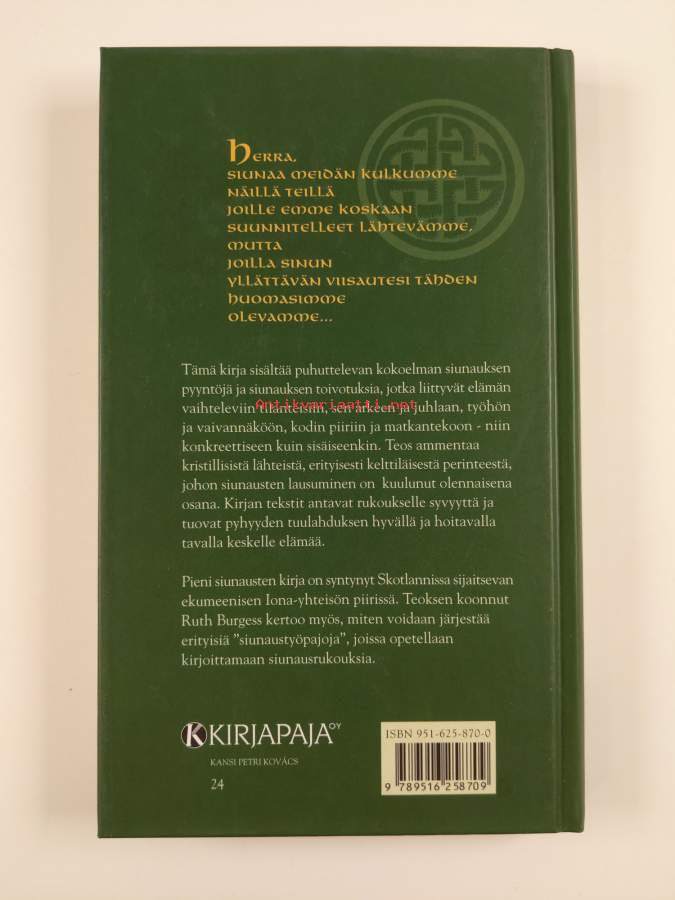 Herra,
siunaa meidän kulkumme
näillä teillä
joille emme koskaan
suunnitelleet lähtevämme,
mutta
joilla sinun
yllättävän viisautesi tähden
huomasimme
olevamme...
Tämä kirja sisältää puhuttelevan kokoelman siunauksen
pyyntöjä ja siunauksen toivotuksia, jotka liittyvät elämän
vaihteleviin tilanteisiin, sen arkeen ja juhlaan, työhön
Antikvariaatti.net
ja vaivannäköön, kodin piiriin ja matkantekoon - niin
konkreettiseen kuin sisäiseenkin. Teos ammentaa
kristillisistä lähteistä, erityisesti kelttiläisestä perinteestä,
johon siunausten lausuminen on kuulunut olennaisena
osana. Kirjan tekstit antavat rukoukselle syvyyttä ja
tuovat pyhyyden tuulahduksen hyvällä ja hoitavalla
tavalla keskelle elämää.
Pieni siunausten kirja on syntynyt Skotlannissa sijaitsevan
ekumeenisen Iona-yhteisön piirissä. Teoksen koonnut
Ruth Burgess kertoo myös, miten voidaan järjestää
erityisiä ”siunaustyöpajoja”, joissa opetellaan
kirjoittamaan siunausrukouksia.
K KIRJAPAJA OY
KANSI PETRI KOVÁCS
24
ISBN 951-625-870-0
9 789516 258709